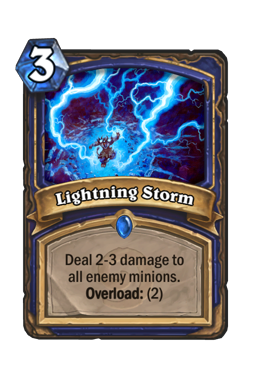 3
Lightning Storm
Deal 2-3 damage to
all enemy minions.
Overload: (2)